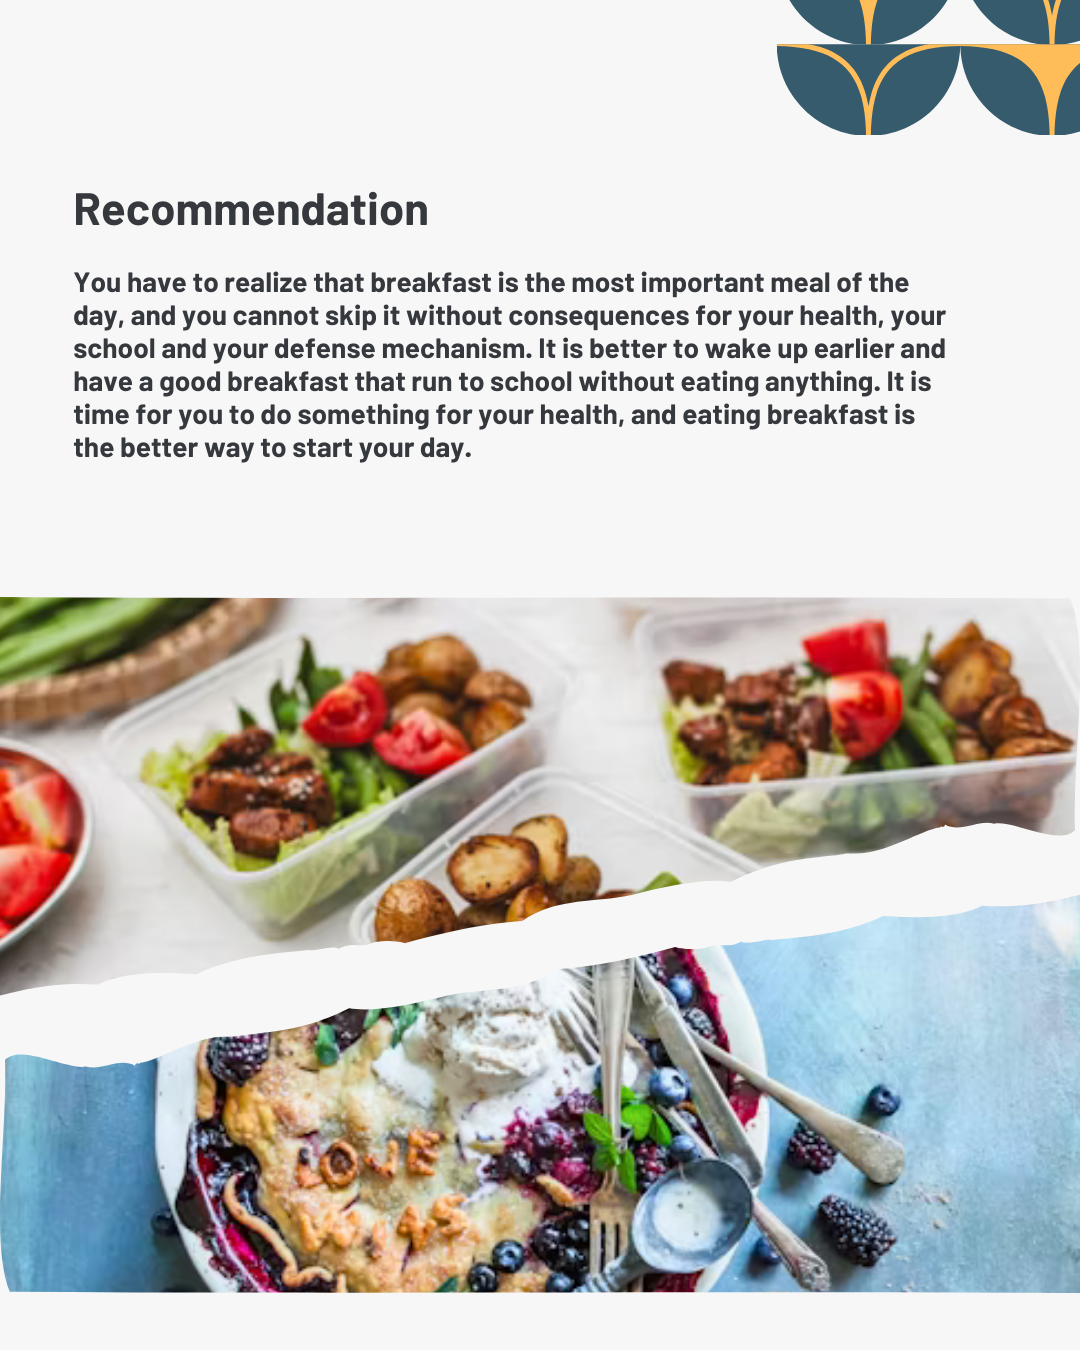 Recommendation
You have to realize that breakfast is the most important meal of the
day, and you cannot skip it without consequences for your health, your
school and your defense mechanism. It is better to wake up earlier and
have a good breakfast that run to school without eating anything. It is
time for you to do something for your health, and eating breakfast is
the better way to start your day.
LOVE